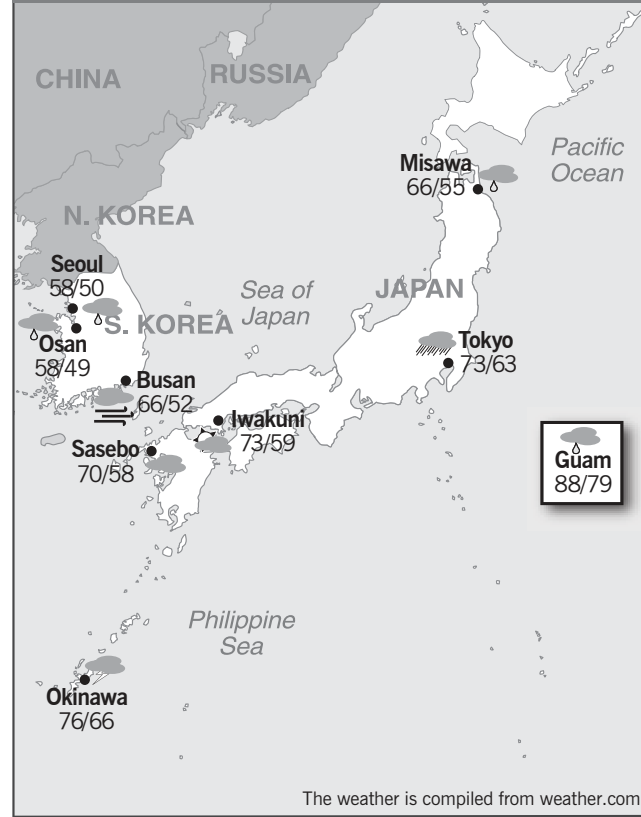 CHINA
RUSSIA
Pacific
Ocean
Misawa
66/55
N. KOREA
Seoul
58/50
Sea of
Japan
JAPAN
S. KOREA
Osan
58/49
Tokyo
73/63
Busan
66/52
Iwakuni
73/59
Sasebo
70/58
Guam
88/79
Philippine
Sea
Okinawa
76/66
The weather is compiled from weather.com